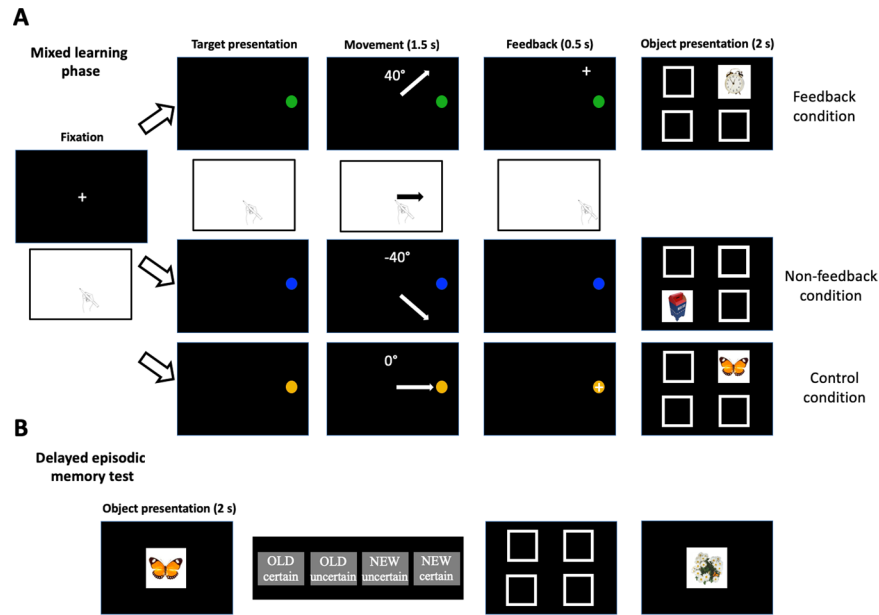 A
Mixed learning
phase
Target presentation
Movement (1.5 s)
Feedback (0.5 s)
Object presentation (2 s)
40°
Feedback
condition
Fixation
-40°
Non-feedback
condition
0°
Control
condition
B
Delayed episodic
memory test
Object presentation (2 s)
OLD
certain
OLD
uncertain
NEW
uncertain
NEW
certain